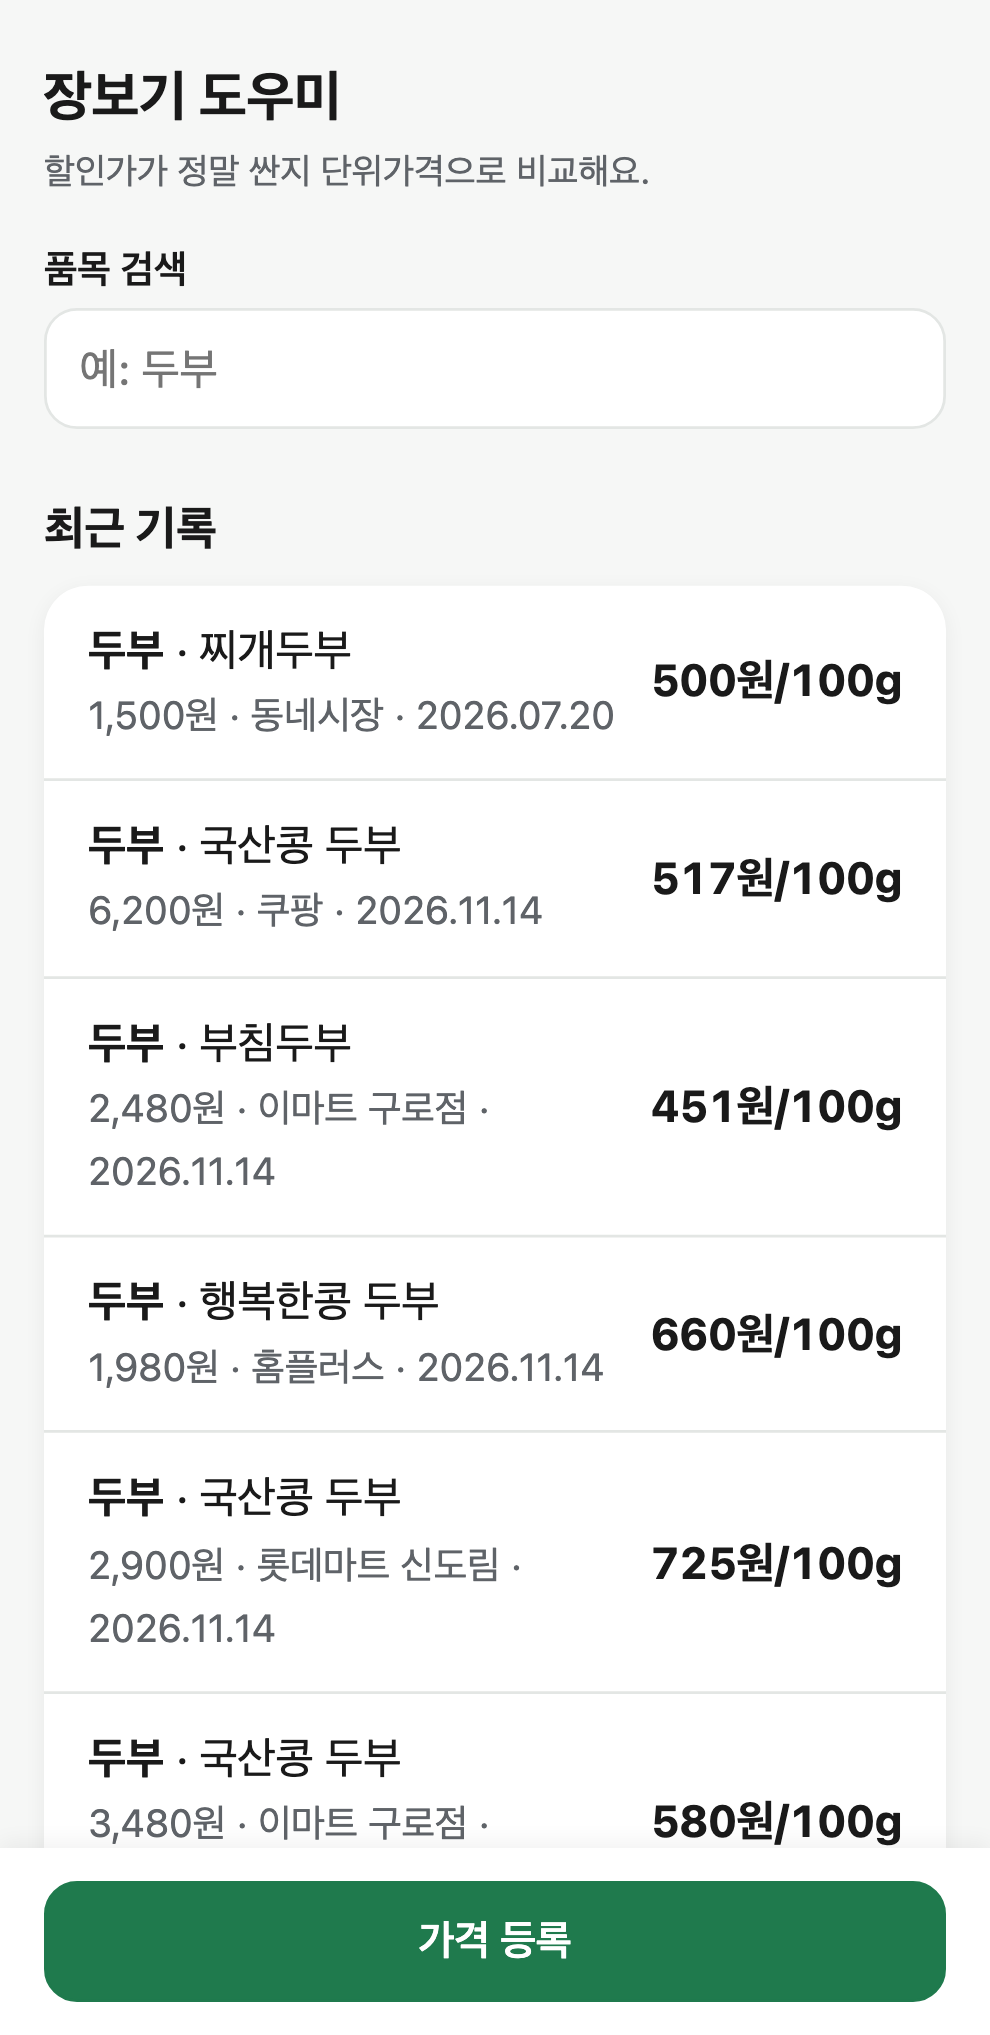 장보기 도우미
할인가가 정말 싼지 단위가격으로 비교해요.
품목 검색
예: 두부
최근 기록
두부 · 찌개두부
1,500원 · 동네시장 · 2026.07.20
500원/100g
두부 · 국산콩 두부
6,200원 · 쿠팡 · 2026.11.14
517원/100g
두부 · 부침두부
2,480원 · 이마트 구로점 ·
2026.11.14
451원/100g
두부 · 행복한콩 두부
1,980원 · 홈플러스 · 2026.11.14
660원/100g
두부 · 국산콩 두부
2,900원 · 롯데마트 신도림 ·
2026.11.14
725원/100g
두부 · 국산콩 두부
3,480원 · 이마트 구로점 ·
580원/100g
가격 등록